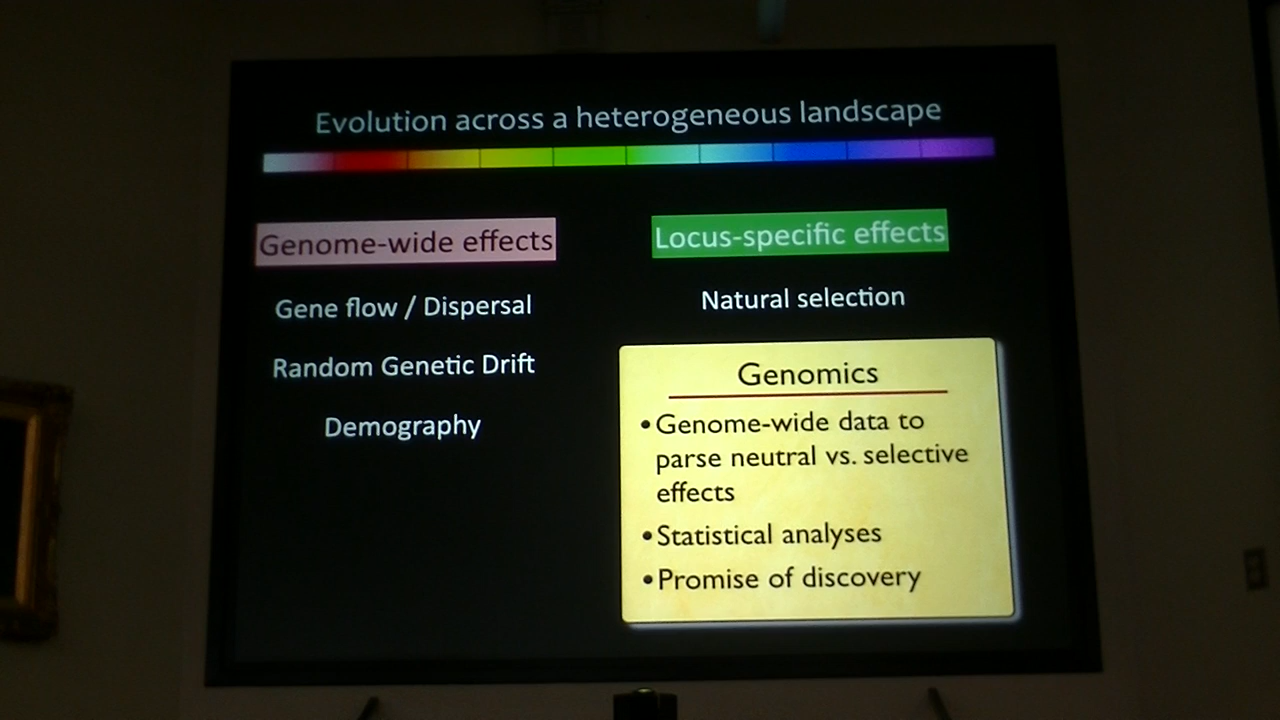 Evolution across a heterogeneous landscape
Genome-wide effects
Gene flow / Dispersal
Random Genetic Drift
Demography
Locus-specific effects
Natural selection
Genomics
•Genome-wide data to
parse neutral vs. selective
effects
•Statistical analyses
•Promise of discovery